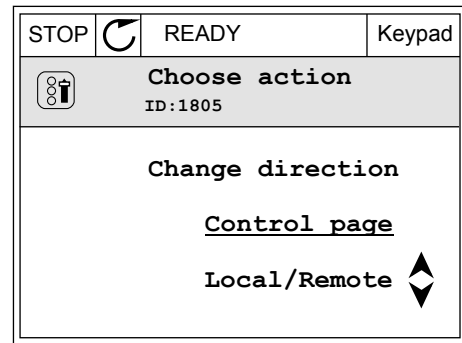 STOP READY Keypad
Choose action
ID:1805
Change direction
Control page
Local/Remote